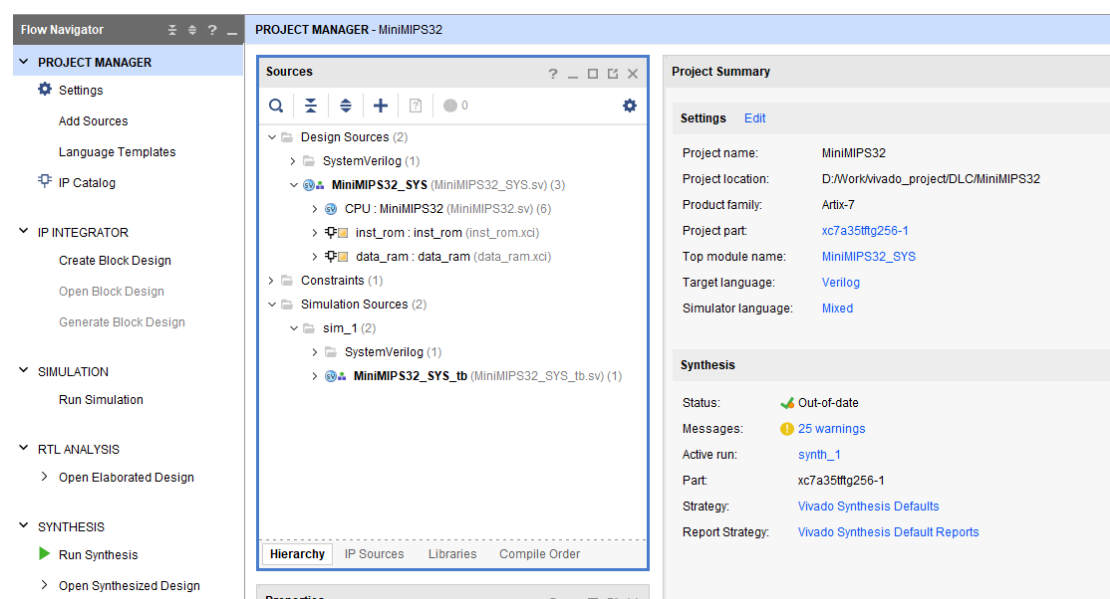 Flow Navigator
PROJECT MANAGER
Settings
Add Sources
Language Templates
IP Catalog
IP INTEGRATOR
Create Block Design
Open Block Design
Generate Block Design
SIMULATION
Run Simulation
RTL ANALYSIS
Open Elaborated Design
SYNTHESIS
Run Synthesis
Open Synthesized Design
PROJECT MANAGER - MiniMIPS32
Sources
0
Design Sources (2)
SystemVerilog (1)
MiniMIPS32_SYS (MiniMIPS32_SYS.sv) (3)
CPU : MiniMIPS32 (MiniMIPS32.sv) (6)
inst_rom : inst_rom (inst_rom.xci)
data_ram : data_ram (data_ram.xci)
Constraints (1)
Simulation Sources (2)
sim_1 (2)
SystemVerilog (1)
MiniMIPS32_SYS_tb (MiniMIPS32_SYS_tb.sv) (1)
Hierarchy IP Sources Libraries Compile Order
Properties
Project Summary
Settings Edit
Project name: MiniMIPS32
Project location: D:/Work/vivado_project/DLC/MiniMIPS32
Product family: Artix-7
Project part: xc7a35tftg256-1
Top module name: MiniMIPS32_SYS
Target language: Verilog
Simulator language: Mixed
Synthesis
Status: Out-of-date
Messages: 25 warnings
Active run: synth_1
Part: xc7a35tftg256-1
Strategy: Vivado Synthesis Defaults
Report Strategy: Vivado Synthesis Default Reports